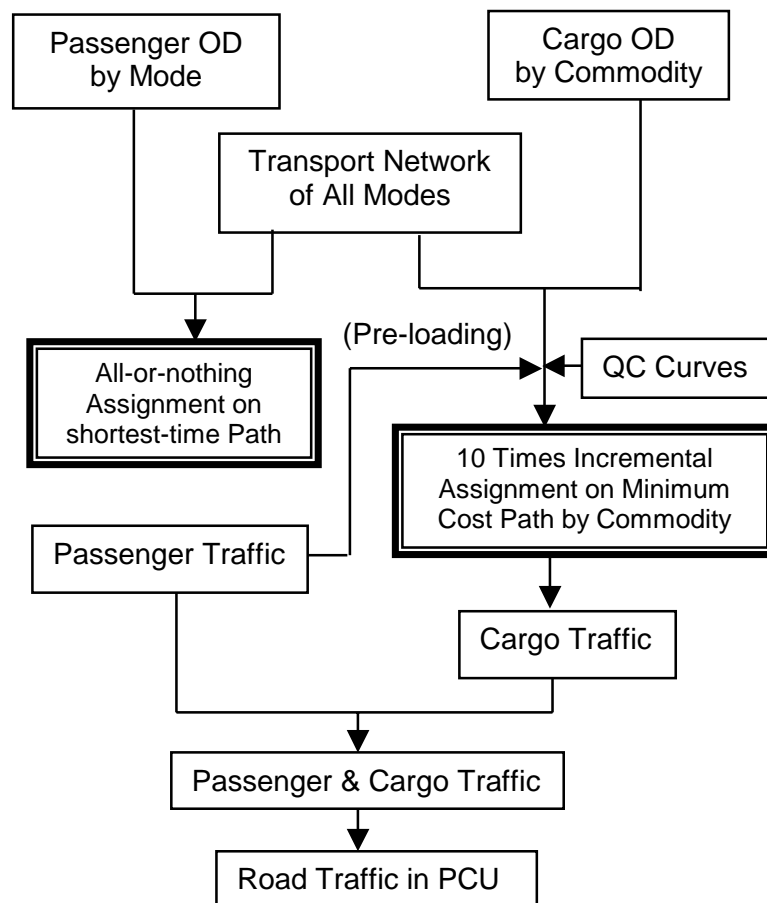 Passenger OD
by Mode
Cargo OD
by Commodity
Transport Network
of All Modes
(Pre-loading)
All-or-nothing
Assignment on
shortest-time Path
QC Curves
10 Times Incremental
Assignment on Minimum
Cost Path by Commodity
Passenger Traffic
Cargo Traffic
Passenger & Cargo Traffic
Road Traffic in PCU